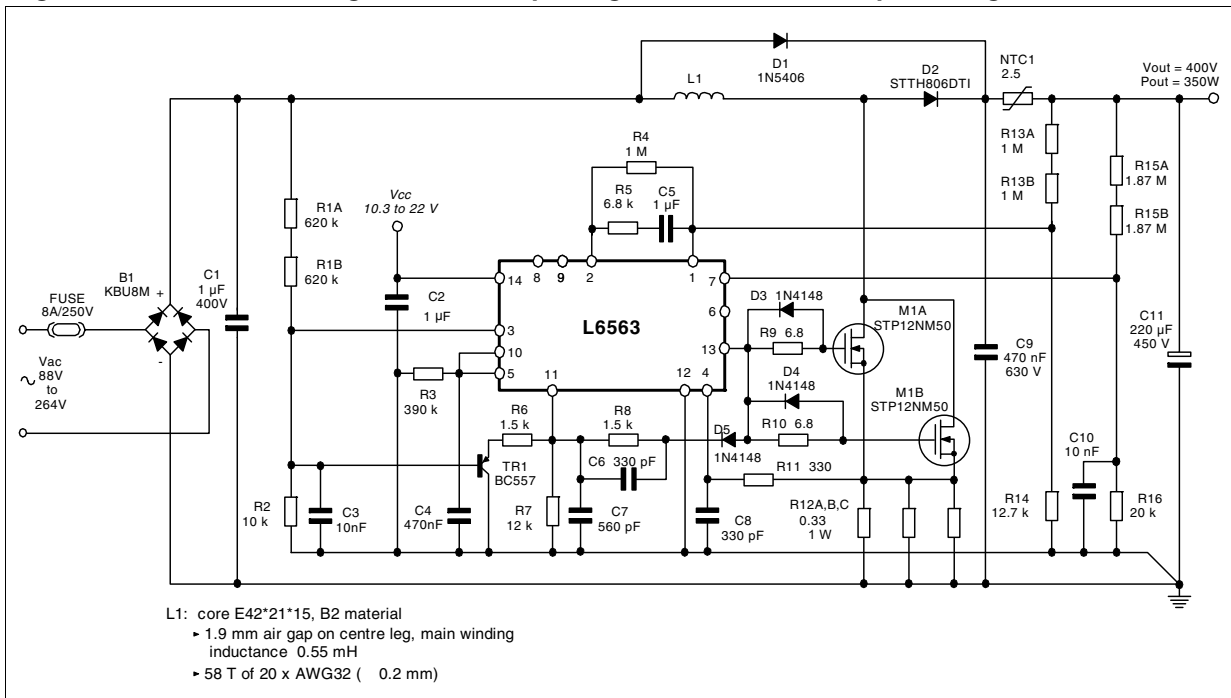 D1
1N5406
L1
D2
STTH806DTI
NTC1
2.5
Vout = 400V
Pout = 350W
R4
1 M
R5
6.8 k
C5
1 µF
R13A
1 M
R13B
1 M
R15A
1.87 M
R15B
1.87 M
Vcc
10.3 to 22 V
R1A
620 k
R1B
620 k
B1
KBU8M
+
-
C1
1 µF
400V
FUSE
8A/250V
Vac
88V
to
264V
C2
1 µF
14
8
9
2
1
7
3
L6563
6
10
13
5
11
12
4
D3 1N4148
R9 6.8
M1A
STP12NM50
D4
1N4148
M1B
STP12NM50
R10 6.8
C9
470 nF
630 V
C11
220 µF
450 V
R3
390 k
R6
1.5 k
R8
1.5 k
D5
1N4148
C6 330 pF
TR1
BC557
R11 330
C10
10 nF
R2
10 k
C3
10nF
C4
470nF
R7
12 k
C7
560 pF
C8
330 pF
R12A,B,C
0.33
1 W
R14
12.7 k
R16
20 k
L1: core E42*21*15, B2 material
► 1.9 mm air gap on centre leg, main winding
inductance 0.55 mH
► 58 T of 20 x AWG32 ( 0.2 mm)